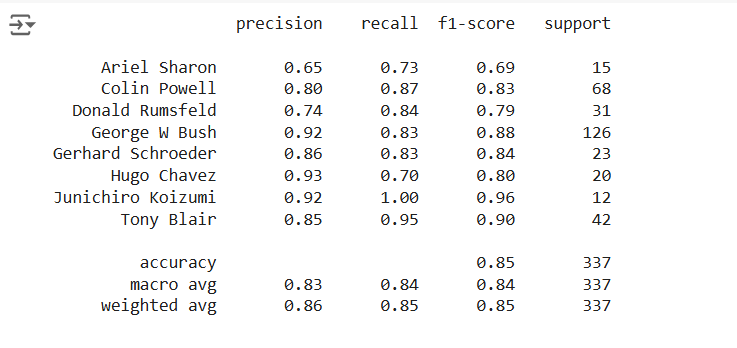 precision recall f1-score support
Ariel Sharon 0.65 0.73 0.69 15
Colin Powell 0.80 0.87 0.83 68
Donald Rumsfeld 0.74 0.84 0.79 31
George W Bush 0.92 0.83 0.88 126
Gerhard Schroeder 0.86 0.83 0.84 23
Hugo Chavez 0.93 0.70 0.80 20
Junichiro Koizumi 0.92 1.00 0.96 12
Tony Blair 0.85 0.95 0.90 42
accuracy 0.85 337
macro avg 0.83 0.84 0.84 337
weighted avg 0.86 0.85 0.85 337